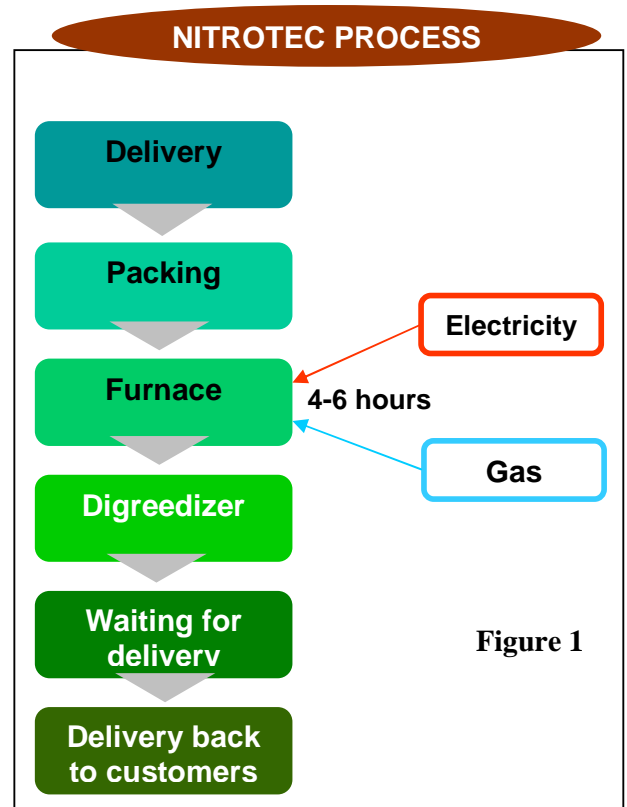 NITROTEC PROCESS
Delivery
Packing
Electricity
Furnace
4-6 hours
Gas
Digreedizer
Waiting for
delivery
Figure 1
Delivery back
to customers